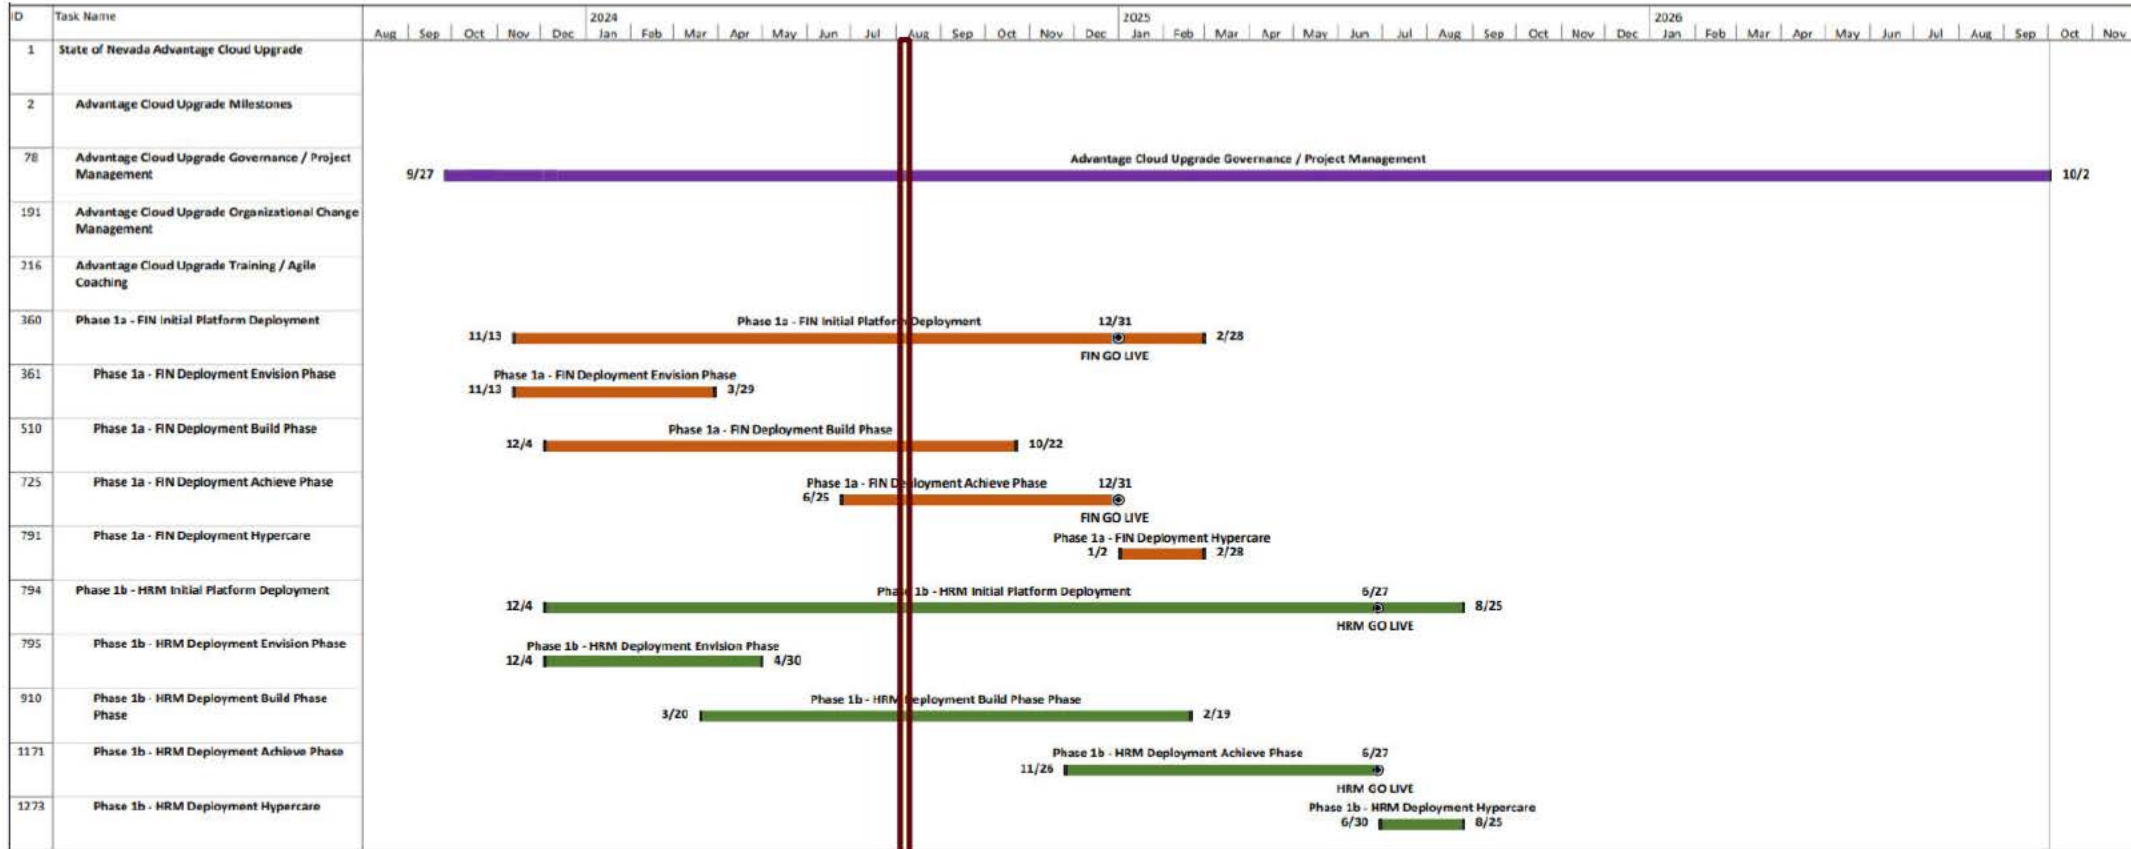 ID Task Name 2024 2025 2026
Aug Sep Oct Nov Dec Jan Feb Mar Apr May Jun Jul Aug Sep Oct Nov Dec Jan Feb Mar Apr May Jun Jul Aug Sep Oct Nov Dec Jan Feb Mar Apr May Jun Jul Aug Sep Oct Nov
1 State of Nevada Advantage Cloud Upgrade
2 Advantage Cloud Upgrade Milestones
78 Advantage Cloud Upgrade Governance / Project Advantage Cloud Upgrade Governance / Project Management
Management 9/27 10/2
191 Advantage Cloud Upgrade Organizational Change
Management
216 Advantage Cloud Upgrade Training / Agile
Coaching
360 Phase 1a - FIN Initial Platform Deployment Phase 1a - FIN Initial Platform Deployment 12/31
11/13 2/28
FIN GO LIVE
361 Phase 1a - FIN Deployment Envision Phase Phase 1a - FIN Deployment Envision Phase
11/13 3/29
510 Phase 1a - FIN Deployment Build Phase Phase 1a - FIN Deployment Build Phase
12/4 10/22
725 Phase 1a - FIN Deployment Achieve Phase Phase 1a - FIN Deployment Achieve Phase 12/31
6/25
FIN GO LIVE
791 Phase 1a - FIN Deployment Hypercare Phase 1a - FIN Deployment Hypercare
1/2 2/28
794 Phase 1b - HRM Initial Platform Deployment Phase 1b - HRM Initial Platform Deployment 6/27
12/4 8/25
HRM GO LIVE
795 Phase 1b - HRM Deployment Envision Phase Phase 1b - HRM Deployment Envision Phase
12/4 4/30
910 Phase 1b - HRM Deployment Build Phase Phase 1b - HRM Deployment Build Phase Phase
Phase 3/20 2/19
1171 Phase 1b - HRM Deployment Achieve Phase Phase 1b - HRM Deployment Achieve Phase 6/27
11/26
HRM GO LIVE
1273 Phase 1b - HRM Deployment Hypercare Phase 1b - HRM Deployment Hypercare
6/30 8/25